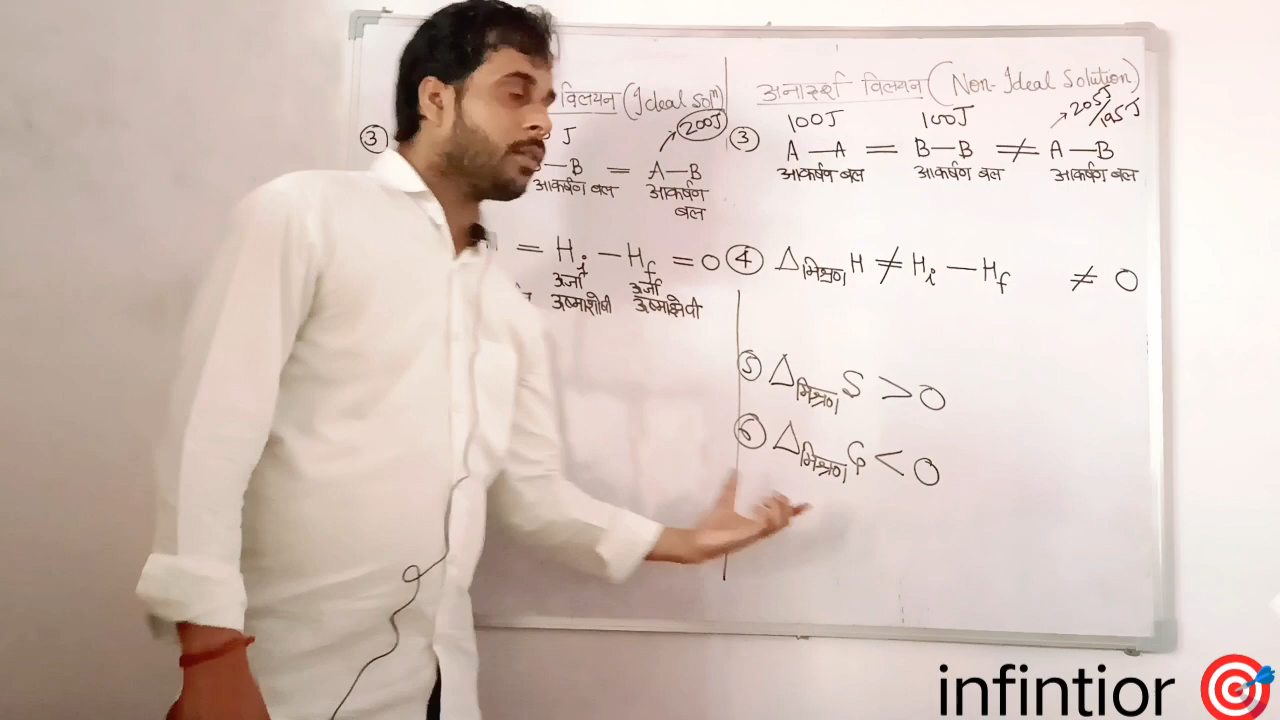 विलयन (Ideal Solⁿ)
③
J
200J
B—B = A—B
आकर्षण बल आकर्षण
बल
= Hi — Hf = 0
ऊर्जा ऊर्जा
ऊष्माशोषी ऊष्माक्षेपी
अनादर्श विलयन (Non-Ideal Solution)
③
100J 100J 205J/195J
A—A = B—B ≠ A—B
आकर्षण बल आकर्षण बल आकर्षण बल
④ Δमिश्रण H ≠ Hi — Hf ≠ 0
⑤ Δमिश्रण S > 0
⑥ Δमिश्रण G < 0
infintior